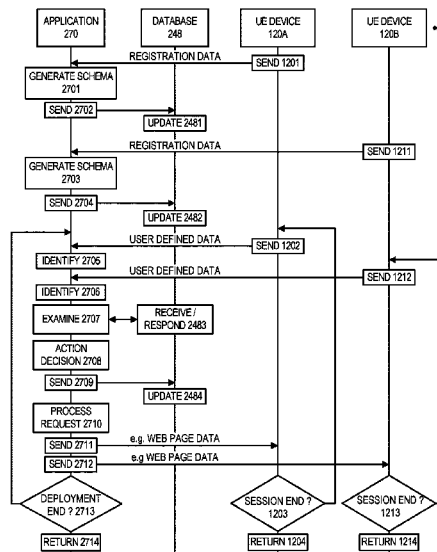 APPLICATION
270
DATABASE
248
UE DEVICE
120A
UE DEVICE
120B
REGISTRATION DATA
SEND 1201
GENERATE SCHEMA
2701
SEND 2702
UPDATE 2481
REGISTRATION DATA
SEND 1211
GENERATE SCHEMA
2703
SEND 2704
UPDATE 2482
USER DEFINED DATA
SEND 1202
IDENTIFY 2705
USER DEFINED DATA
SEND 1212
IDENTIFY 2706
EXAMINE 2707
RECEIVE /
RESPOND 2483
ACTION
DECISION 2708
SEND 2709
UPDATE 2484
PROCESS
REQUEST 2710
SEND 2711
e.g. WEB PAGE DATA
SEND 2712
e.g WEB PAGE DATA
DEPLOYMENT
END ? 2713
SESSION END ?
1203
SESSION END ?
1213
RETURN 2714
RETURN 1204
RETURN 1214